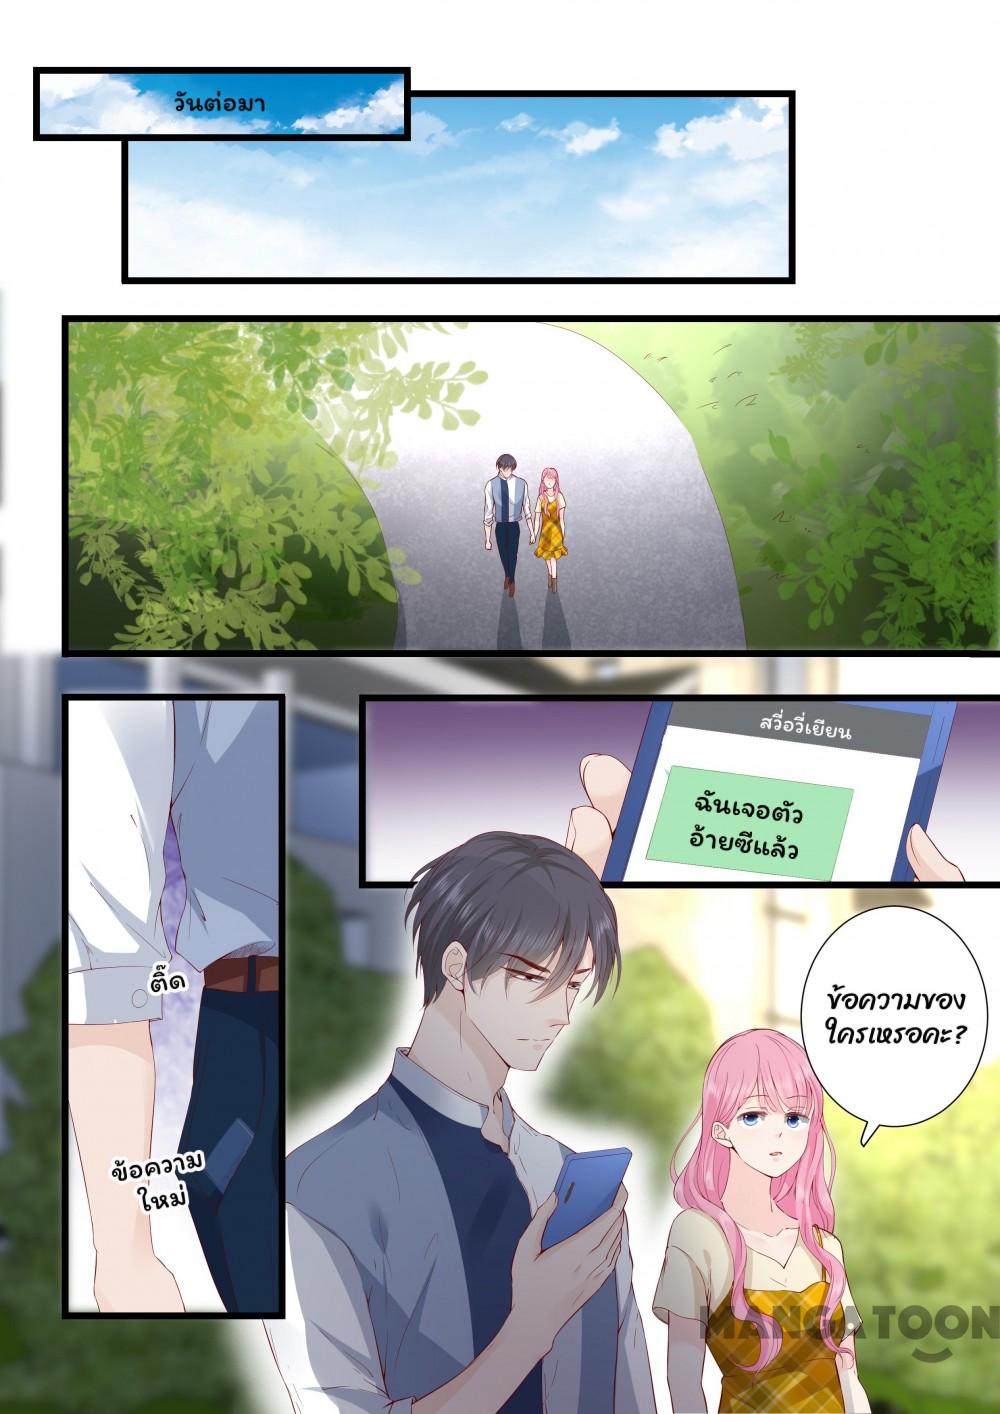 วันต่อมา
สวี่อวี่เยียน
ฉันเจอตัว
อ้ายซีแล้ว
ติ๊ด
ข้อความ
ใหม่
ข้อความของ
ใครเหรอคะ?
MANGATOON